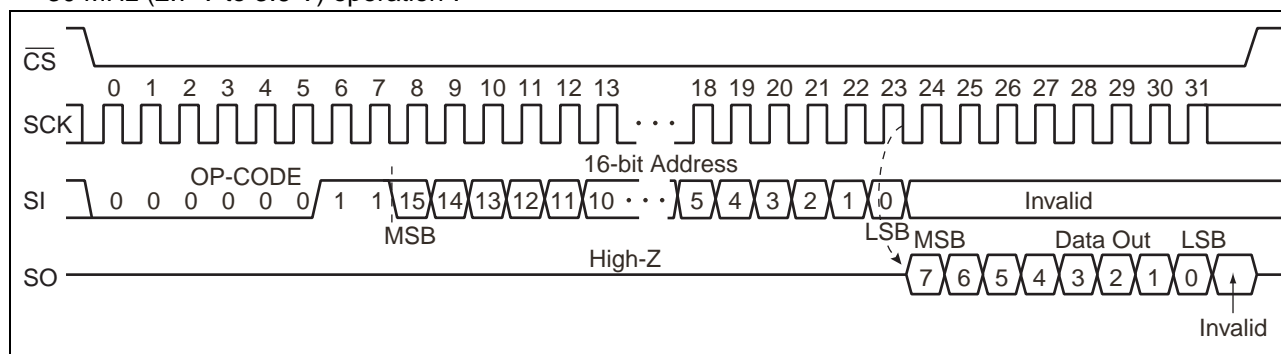 CS
0 1 2 3 4 5 6 7 8 9 10 11 12 13 18 19 20 21 22 23 24 25 26 27 28 29 30 31
SCK
16-bit Address
OP-CODE
SI 0 0 0 0 0 0 1 1 15 14 13 12 11 10 ··· 5 4 3 2 1 0 Invalid
MSB LSB MSB Data Out LSB
High-Z
SO 7 6 5 4 3 2 1 0
Invalid